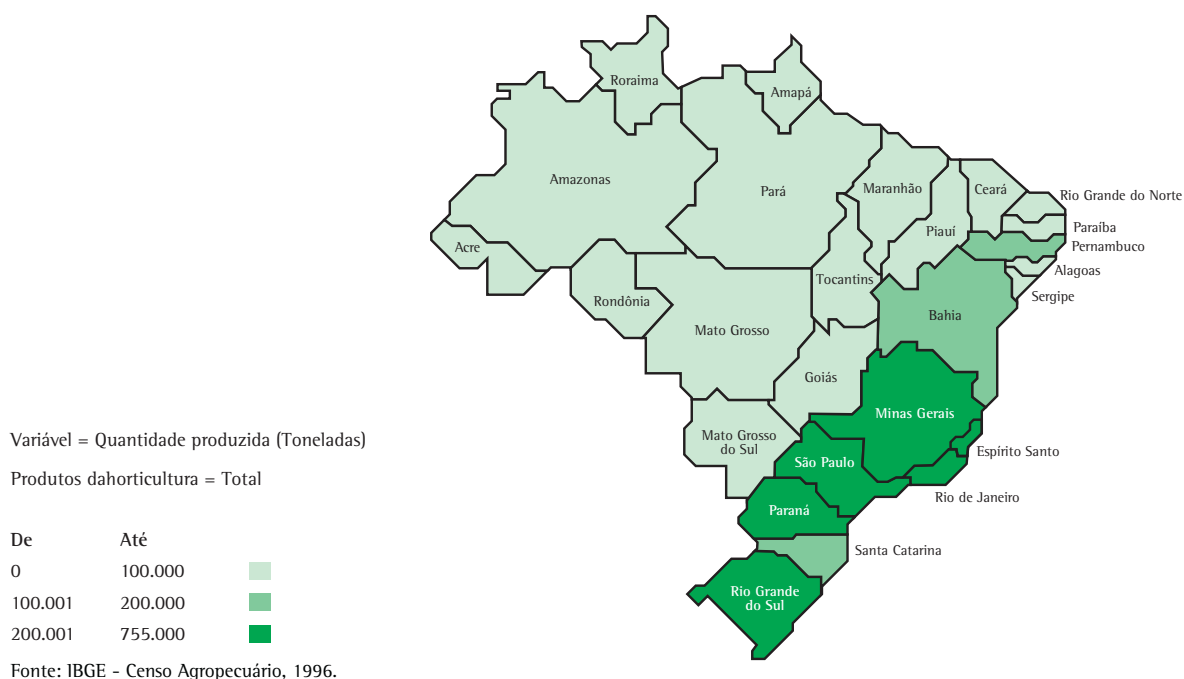 Roraima
Amapá
Amazonas
Pará
Maranhão
Ceará
Rio Grande do Norte
Paraíba
Piauí
Pernambuco
Acre
Alagoas
Tocantins
Sergipe
Rondônia
Bahia
Mato Grosso
Goiás
Minas Gerais
Mato Grosso
do Sul
Espírito Santo
São Paulo
Rio de Janeiro
Paraná
Santa Catarina
Rio Grande
do Sul
Variável = Quantidade produzida (Toneladas)
Produtos dahorticultura = Total
De Até
0 100.000
100.001 200.000
200.001 755.000
Fonte: IBGE - Censo Agropecuário, 1996.